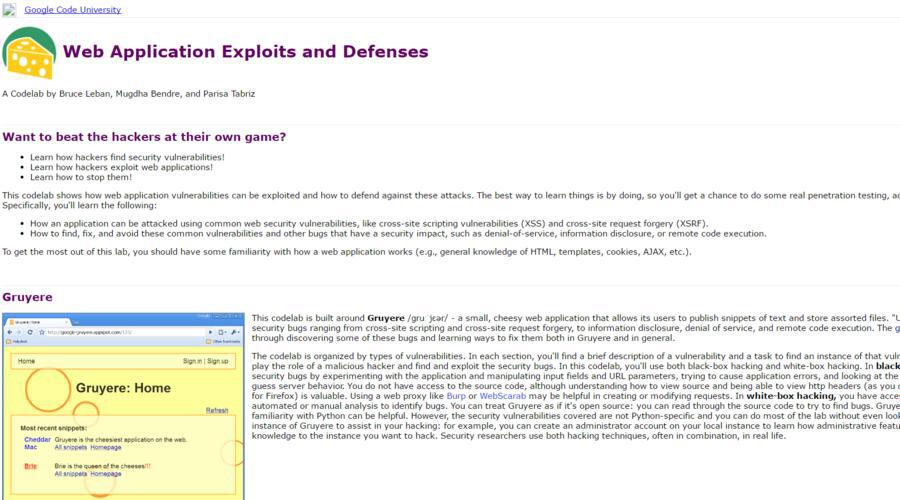 Google Code University
Web Application Exploits and Defenses
A Codelab by Bruce Leban, Mugdha Bendre, and Parisa Tabriz
Want to beat the hackers at their own game?
Learn how hackers find security vulnerabilities!
Learn how hackers exploit web applications!
Learn how to stop them!
This codelab shows how web application vulnerabilities can be exploited and how to defend against these attacks. The best way to learn things is by doing, so you'll get a chance to do some real penetration testing,
Specifically, you'll learn the following:
How an application can be attacked using common web security vulnerabilities, like cross-site scripting vulnerabilities (XSS) and cross-site request forgery (XSRF).
How to find, fix, and avoid these common vulnerabilities and other bugs that have a security impact, such as denial-of-service, information disclosure, or remote code execution.
To get the most out of this lab, you should have some familiarity with how a web application works (e.g., general knowledge of HTML, templates, cookies, AJAX, etc.).
Gruyere
Gruyere: Home
http://google-gruyere.appspot.com/123/
Other bookmarks
Home
Sign in | Sign up
Gruyere: Home
Refresh
Most recent snippets:
Cheddar Mac Gruyere is the cheesiest application on the web.
All snippets Homepage
Brie Brie is the queen of the cheeses!!!
All snippets Homepage
This codelab is built around Gruyere /ɡruːˈjɛər/ - a small, cheesy web application that allows its users to publish snippets of text and store assorted files.
security bugs ranging from cross-site scripting and cross-site request forgery, to information disclosure, denial of service, and remote code execution. The
through discovering some of these bugs and learning ways to fix them both in Gruyere and in general.
The codelab is organized by types of vulnerabilities. In each section, you'll find a brief description of a vulnerability and a task to find an instance of that
play the role of a malicious hacker and find and exploit the security bugs. In this codelab, you'll use both black-box hacking and white-box hacking. In
security bugs by experimenting with the application and manipulating input fields and URL parameters, trying to cause application errors, and looking at the
guess server behavior. You do not have access to the source code, although understanding how to view source and being able to view http headers (as you
for Firefox) is valuable. Using a web proxy like Burp or WebScarab may be helpful in creating or modifying requests. In white-box hacking, you have
automated or manual analysis to identify bugs. You can treat Gruyere as if it's open source: you can read through the source code to try to find bugs.
familiarity with Python can be helpful. However, the security vulnerabilities covered are not Python-specific and you can do most of the lab without even
instance of Gruyere to assist in your hacking: for example, you can create an administrator account on your local instance to learn how administrative
knowledge to the instance you want to hack. Security researchers use both hacking techniques, often in combination, in real life.